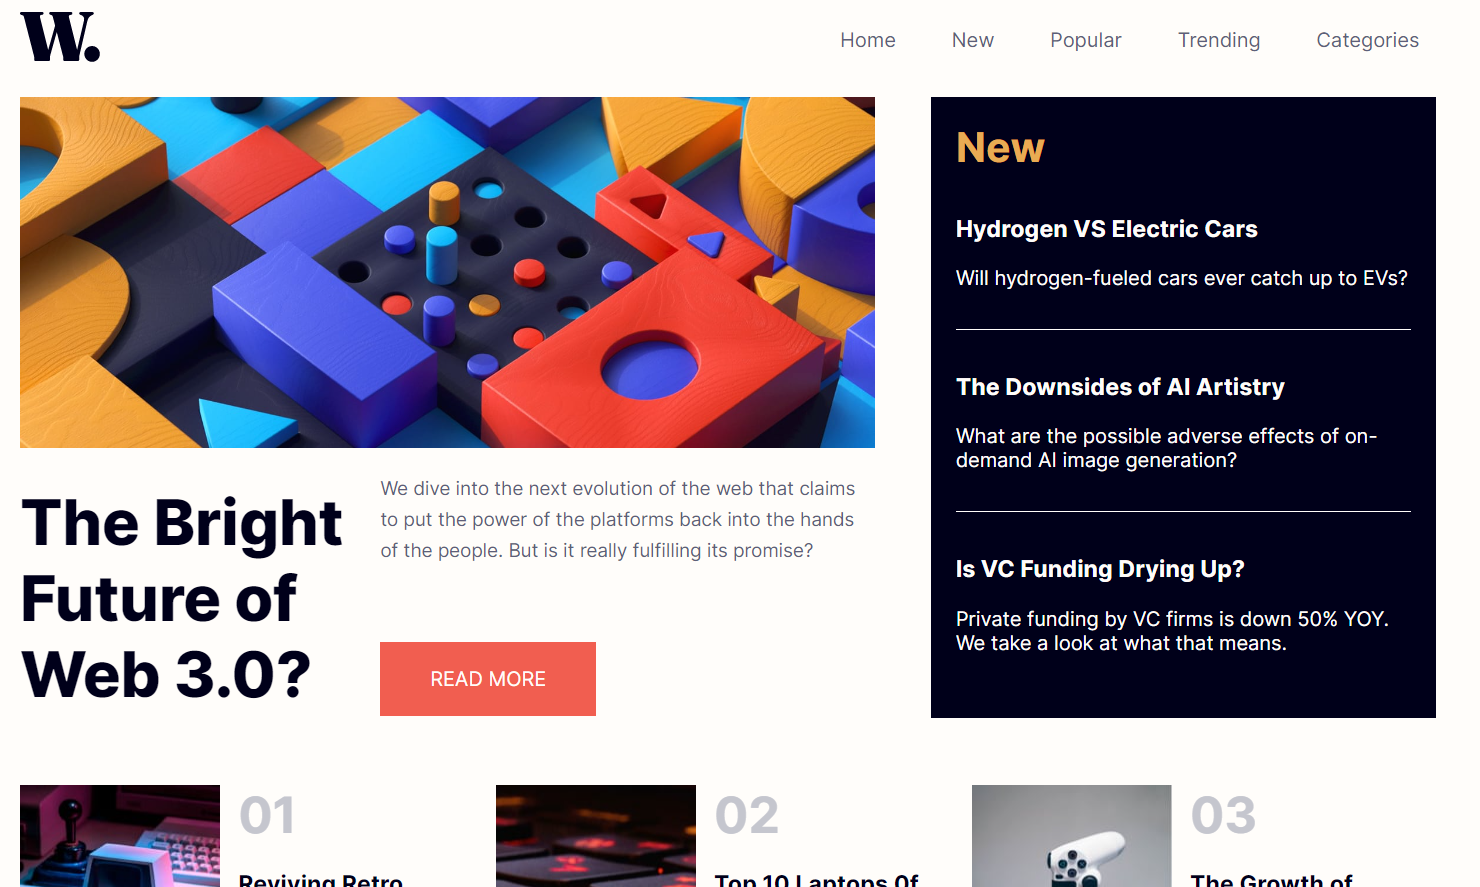 W.
Home
New
Popular
Trending
Categories
The Bright
Future of
Web 3.0?
We dive into the next evolution of the web that claims
to put the power of the platforms back into the hands
of the people. But is it really fulfilling its promise?
READ MORE
New
Hydrogen VS Electric Cars
Will hydrogen-fueled cars ever catch up to EVs?
The Downsides of AI Artistry
What are the possible adverse effects of on-
demand AI image generation?
Is VC Funding Drying Up?
Private funding by VC firms is down 50% YOY.
We take a look at what that means.
01
Reviving Retro
02
Top 10 Laptops Of
03
The Growth of